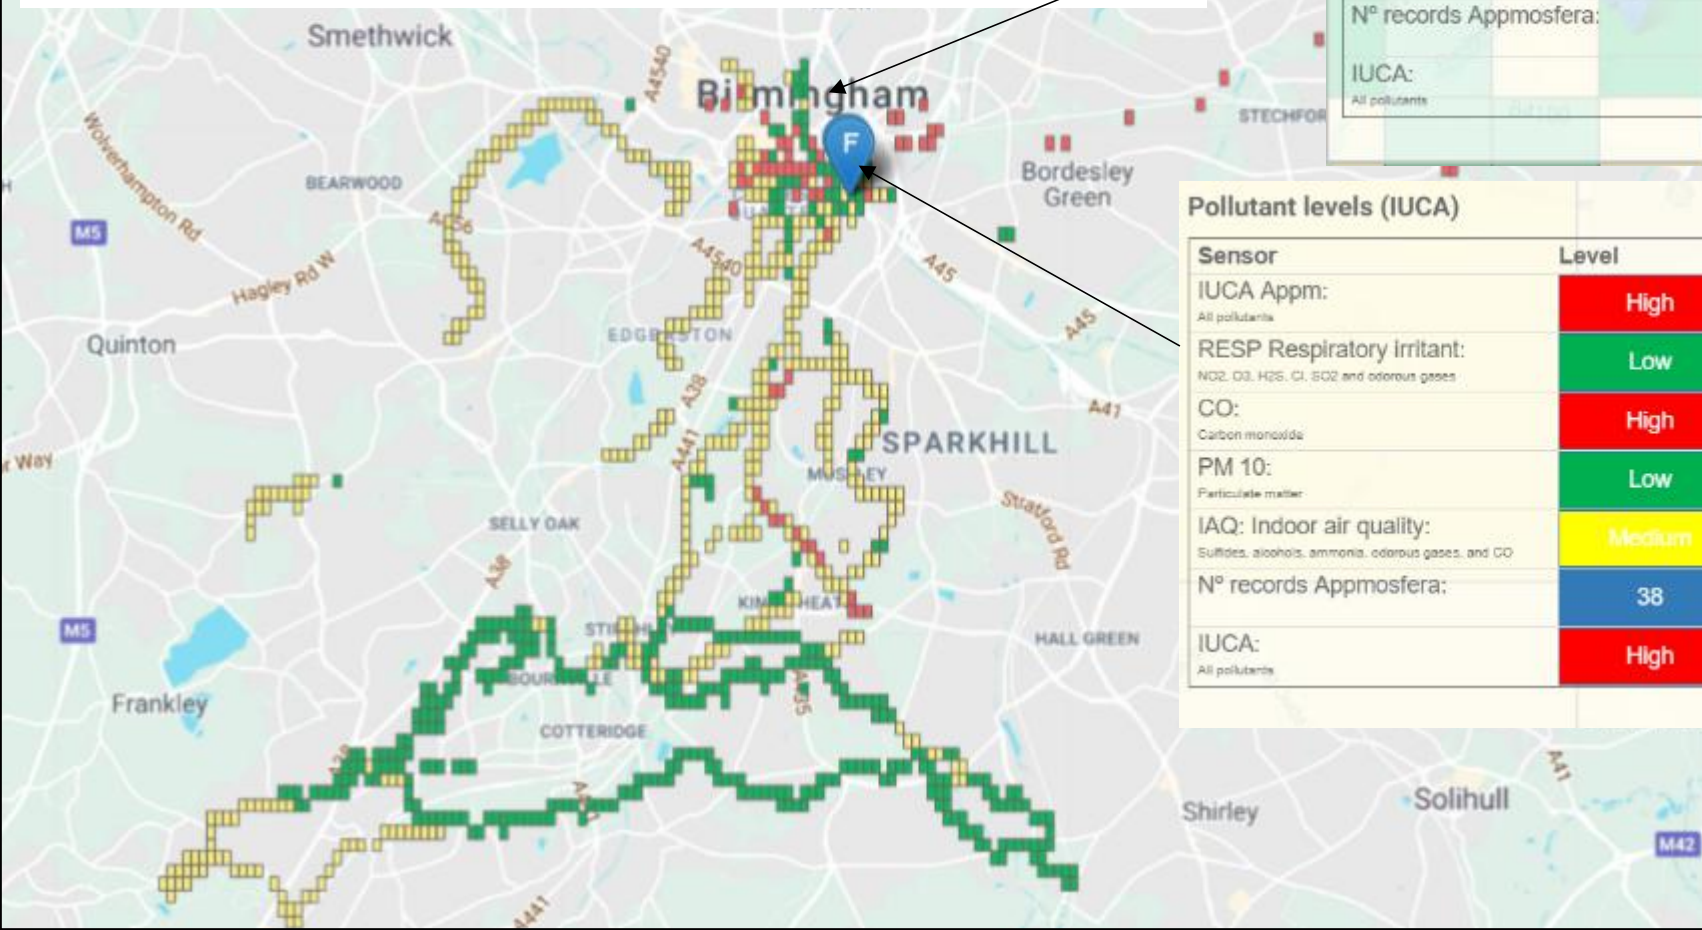 Smethwick
A4540
Birmingham
Nº records Appmosfera:
IUCA:
All pollutants
STECHFOR
Wolverhampton Rd
BEARWOOD
F
Bordesley
Green
M5
A456
Hagley Rd W
A4540
A45
Quinton
EDGBASTON
A45
A38
A441
A41
r Way
SPARKHILL
MOSELEY
SELLY OAK
Stratford
Rd
A38
M5
HALL GREEN
Frankley
BOURNVILLE
A435
COTTERIDGE
A38
A41
Shirley
Solihull
M42
A441
Pollutant levels (IUCA)
Sensor Level
IUCA Appm: High
All pollutants
RESP Respiratory irritant: Low
NO2, O3, H2S, Cl, SO2 and odorous gases
CO: High
Carbon monoxide
PM 10: Low
Particulate matter
IAQ: Indoor air quality: Medium
Sulfides, alcohols, ammonia, odorous gases, and CO
Nº records Appmosfera: 38
IUCA: High
All pollutants